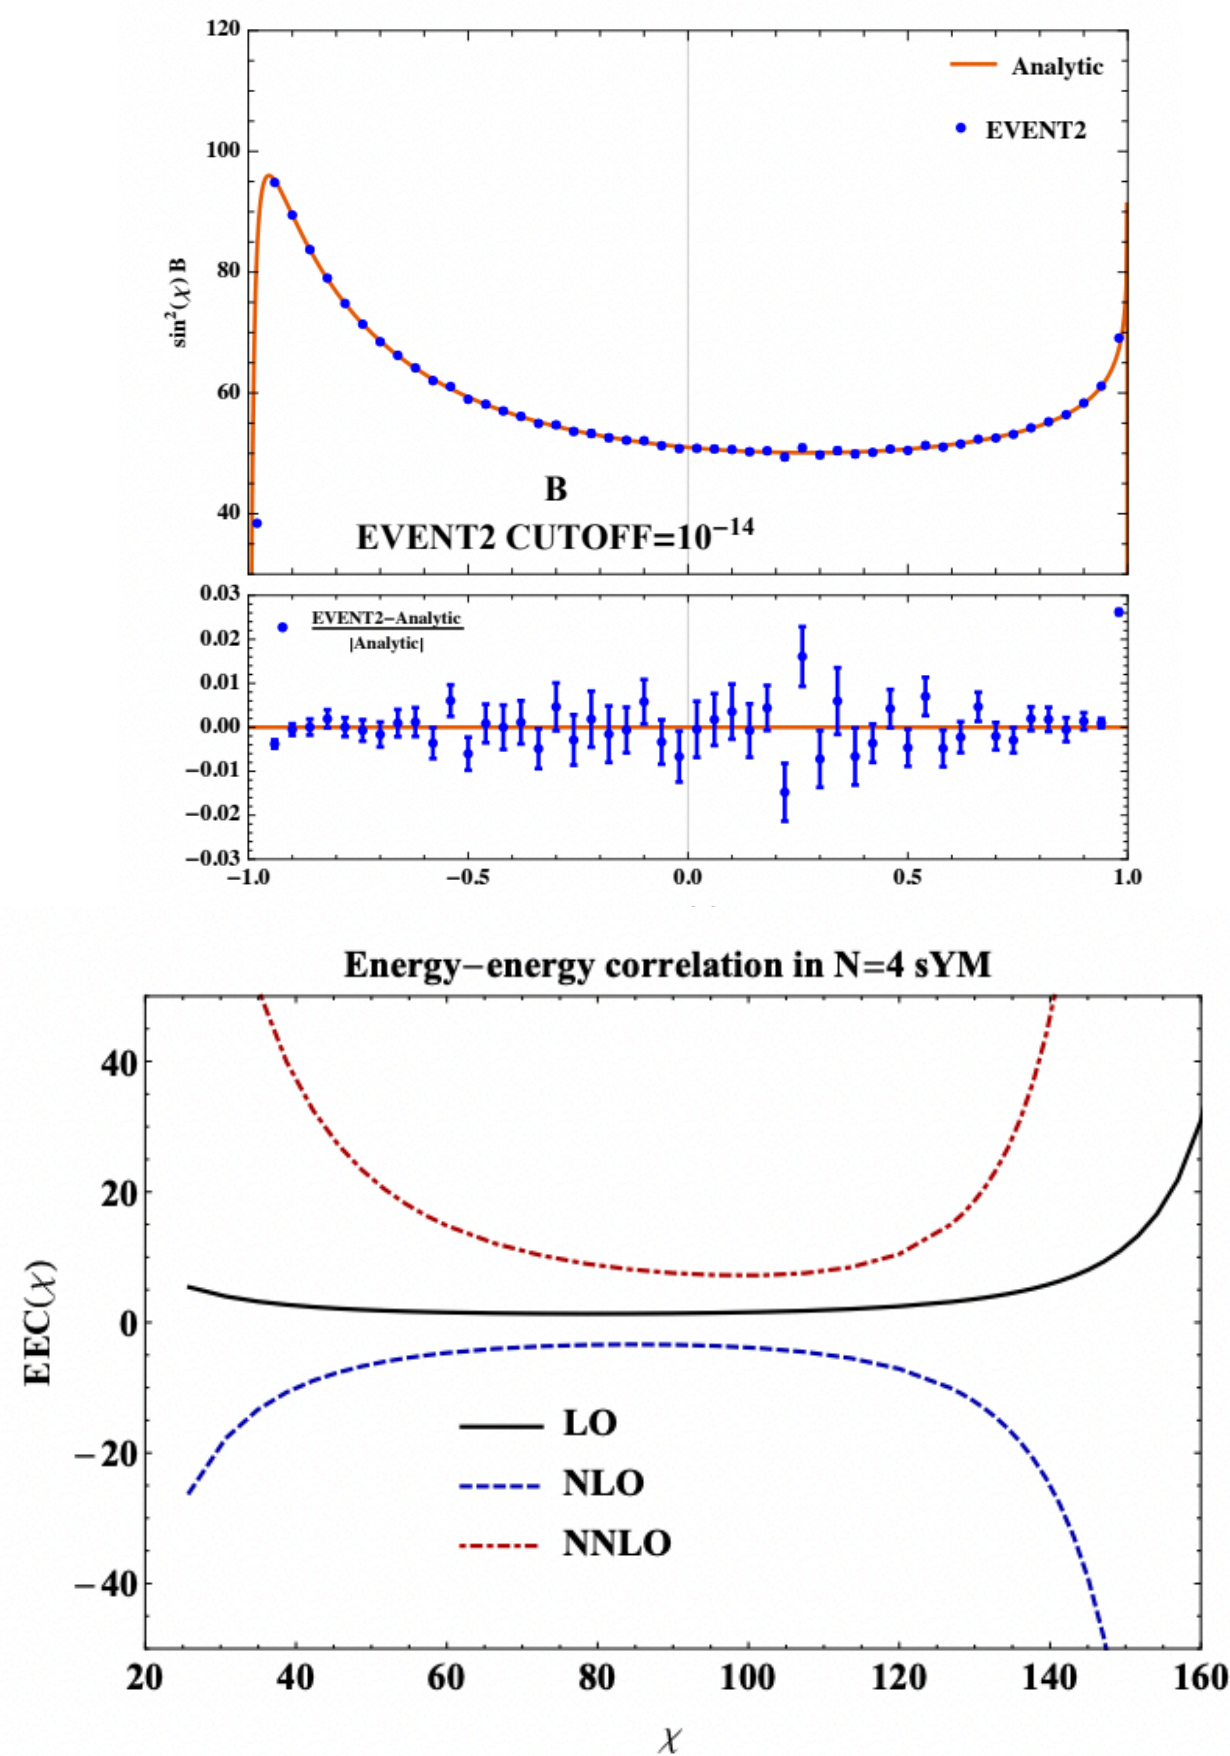 120
Analytic
EVENT2
100
80
sin²(χ) B
60
B
40
EVENT2 CUTOFF=10⁻¹⁴
0.03
EVENT2−Analytic
|Analytic|
0.02
0.01
0.00
−0.01
−0.02
−0.03
−1.0 −0.5 0.0 0.5 1.0
Energy−energy correlation in N=4 sYM
40
20
EEC(χ)
0
LO
−20
NLO
NNLO
−40
20 40 60 80 100 120 140 160
χ